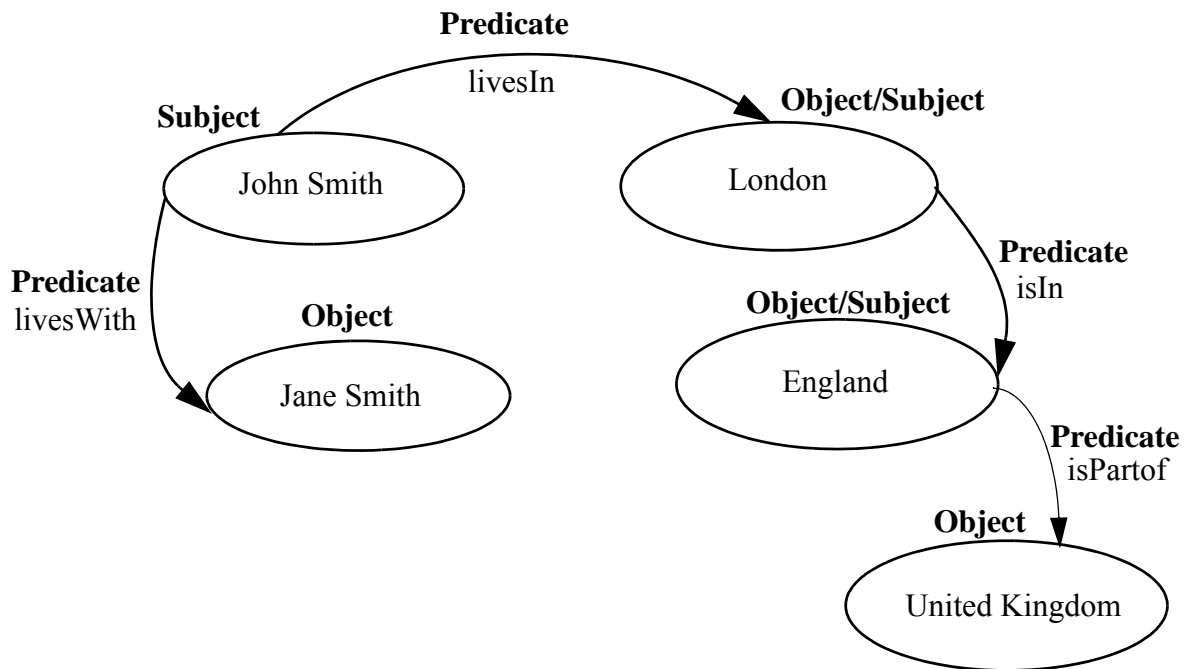 Predicate
livesIn
Subject
Object/Subject
John Smith
London
Predicate
livesWith
Predicate
isIn
Object
Object/Subject
Jane Smith
England
Predicate
isPartof
Object
United Kingdom